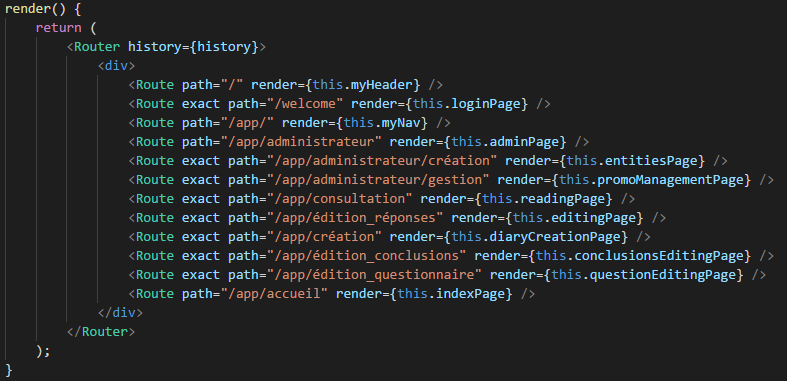 render() {
return (
<Router history={history}>
<div>
<Route path="/" render={this.myHeader} />
<Route exact path="/welcome" render={this.loginPage} />
<Route path="/app/" render={this.myNav} />
<Route path="/app/administrateur" render={this.adminPage} />
<Route exact path="/app/administrateur/création" render={this.entitiesPage} />
<Route exact path="/app/administrateur/gestion" render={this.promoManagementPage} />
<Route exact path="/app/consultation" render={this.readingPage} />
<Route exact path="/app/édition_réponses" render={this.editingPage} />
<Route exact path="/app/création" render={this.diaryCreationPage} />
<Route exact path="/app/édition_conclusions" render={this.conclusionsEditingPage} />
<Route exact path="/app/édition_questionnaire" render={this.questionEditingPage} />
<Route path="/app/accueil" render={this.indexPage} />
</div>
</Router>
);
}